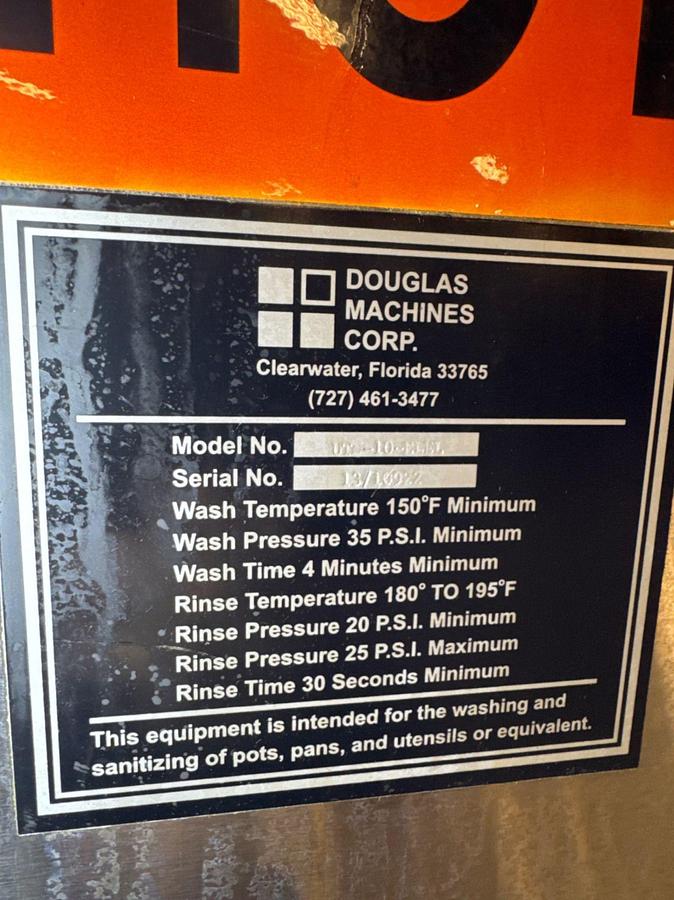 DOUGLAS
MACHINES
CORP.
Clearwater, Florida 33765
(727) 461-3477
Model No.
Serial No. 13/16922
Wash Temperature 150°F Minimum
Wash Pressure 35 P.S.I. Minimum
Wash Time 4 Minutes Minimum
Rinse Temperature 180° TO 195°F
Rinse Pressure 20 P.S.I. Minimum
Rinse Pressure 25 P.S.I. Maximum
Rinse Time 30 Seconds Minimum
This equipment is intended for the washing and
sanitizing of pots, pans, and utensils or equivalent.